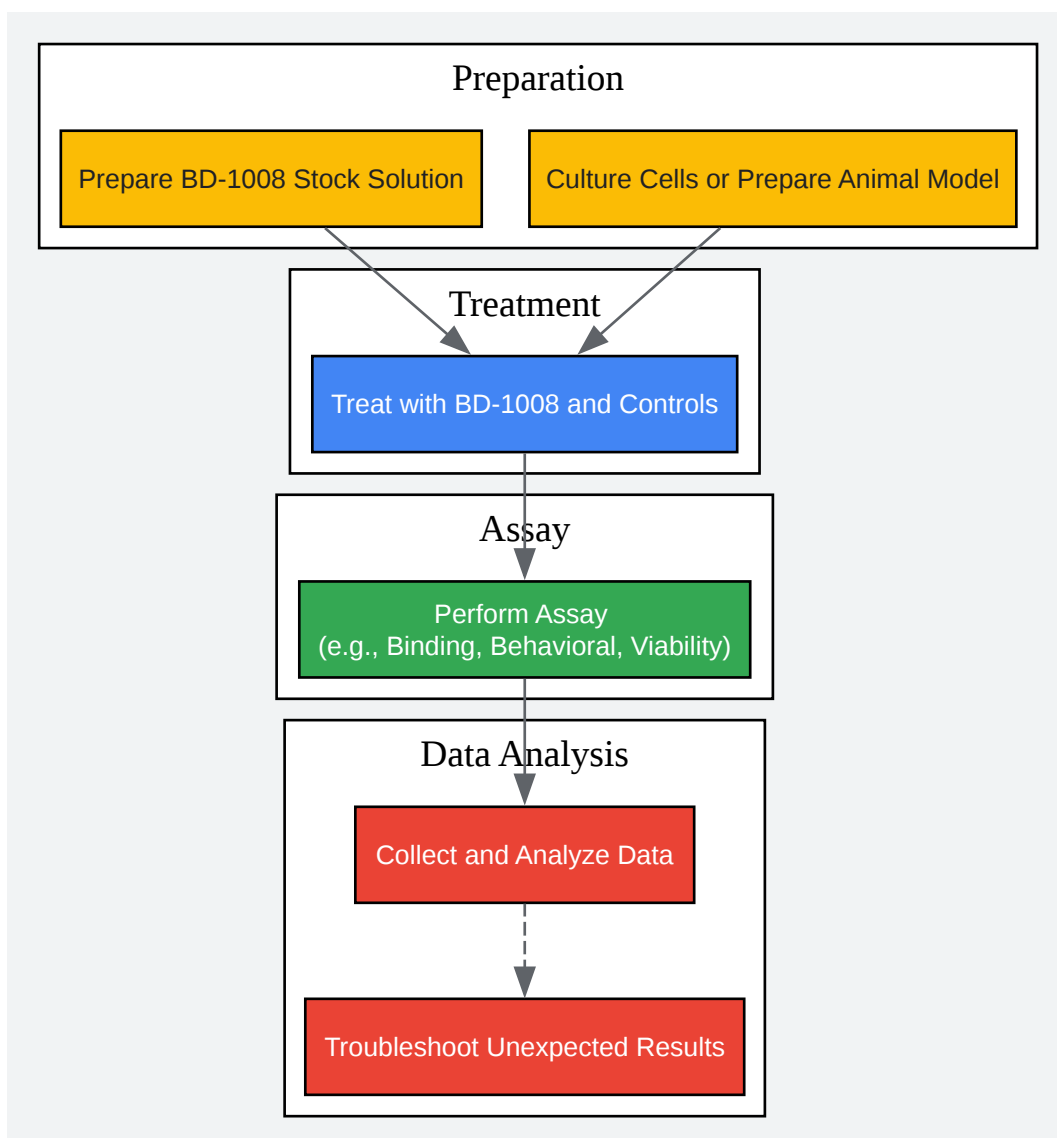 Preparation
Prepare BD-1008 Stock Solution
Culture Cells or Prepare Animal Model
Treatment
Treat with BD-1008 and Controls
Assay
Perform Assay
(e.g., Binding, Behavioral, Viability)
Data Analysis
Collect and Analyze Data
Troubleshoot Unexpected Results